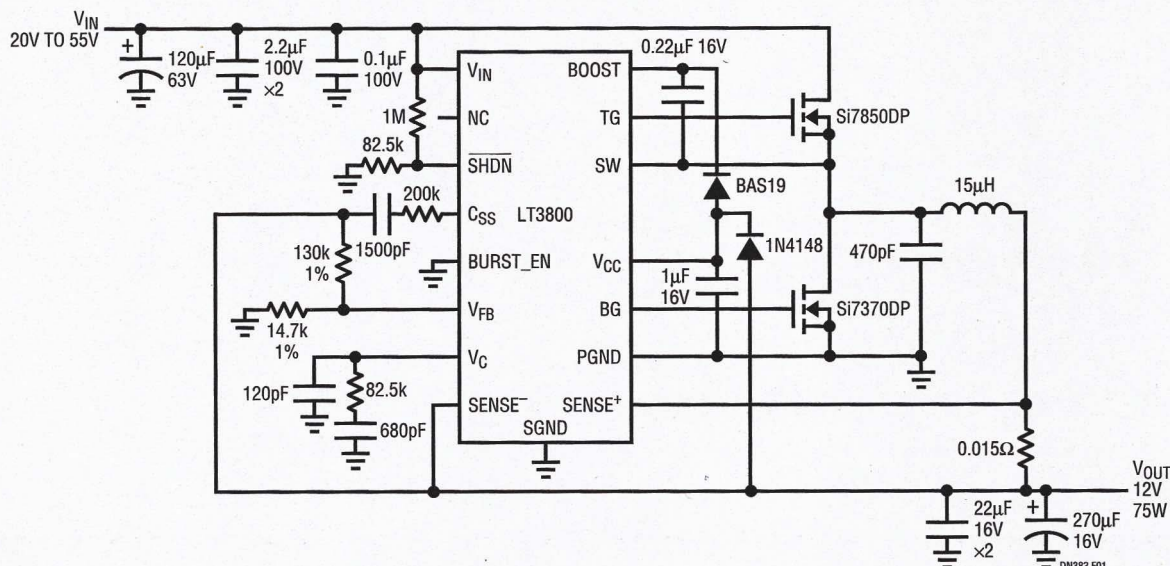 VIN
20V TO 55V
+
120µF
63V
2.2µF
100V
×2
0.1µF
100V
1M
82.5k
200k
1500pF
130k
1%
14.7k
1%
120pF
82.5k
680pF
VIN
NC
SHDN
CSS
BURST_EN
VFB
VC
SENSE–
LT3800
SGND
BOOST
TG
SW
VCC
BG
PGND
SENSE+
0.22µF 16V
BAS19
1N4148
1µF
16V
Si7850DP
Si7370DP
15µH
470pF
0.015Ω
VOUT
12V
75W
22µF
16V
×2
+
270µF
16V
DN383 F01